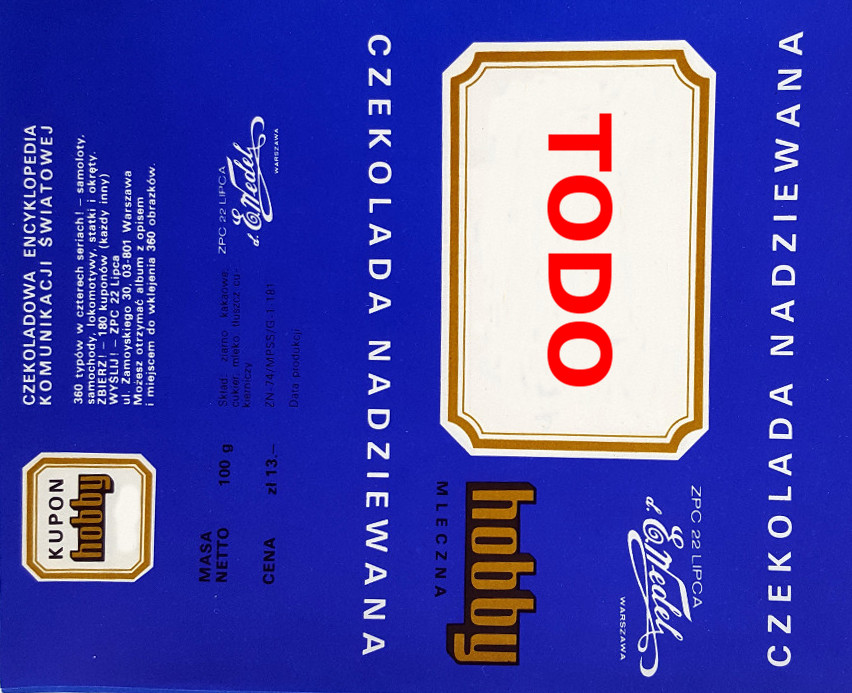 CZEKOLADOWA ENCYKLOPEDIA
KOMUNIKACJI ŚWIATOWEJ
360 typów w czterech seriach! – samoloty,
samochody, lokomotywy, statki i okręty.
ZBIERZ! – 180 kuponów (każdy inny)
WYŚLIJ! – ZPC 22 Lipca
ul. Zamoyskiego 30, 03-801 Warszawa
Możesz otrzymać album z opisem
i miejscem do wklejenia 360 obrazków.
KUPON
hobby
ZPC 22 LIPCA
d. E. Wedel
WARSZAWA
Skład: ziarno kakaowe,
cukier, mleko tłuszcz cu-
kierniczy
ZN-74/MPSS/G-1 181
Data produkcji
MASA
NETTO 100 g
CENA zł 13.–
CZEKOLADA NADZIEWANA
TODO
MLECZNA
hobby
ZPC 22 LIPCA
d. E. Wedel
WARSZAWA
CZEKOLADA NADZIEWANA